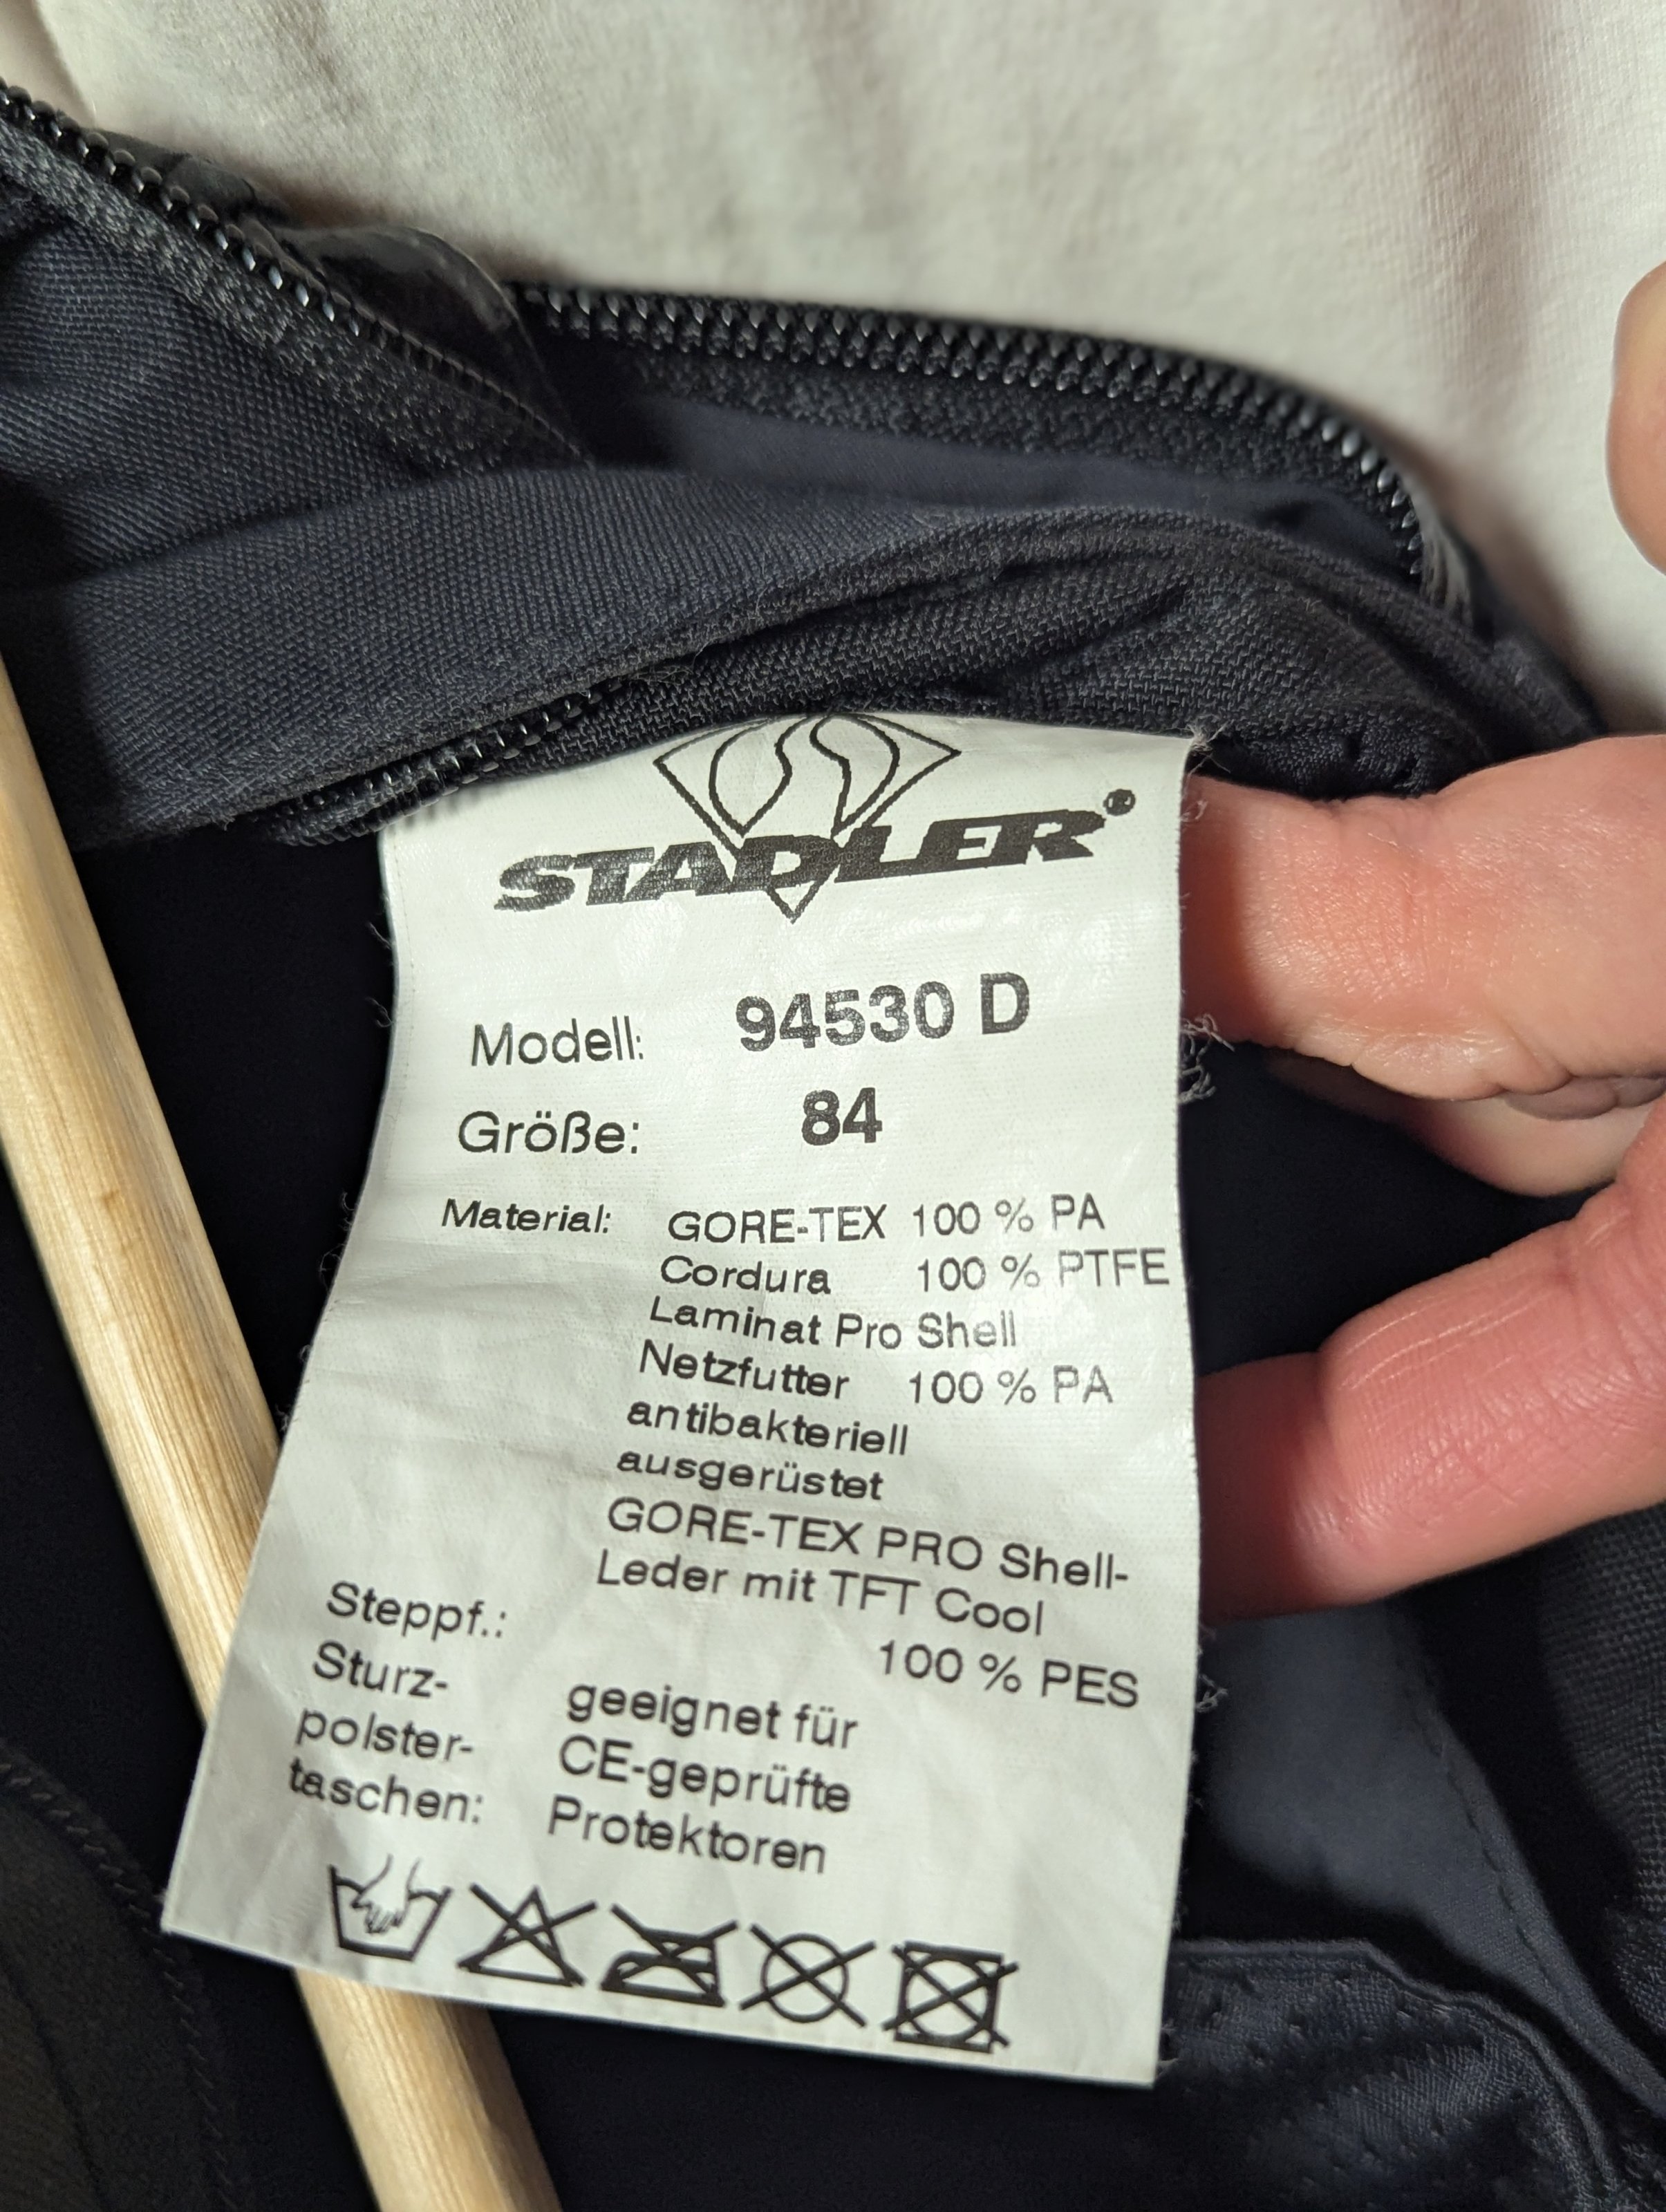 STADLER®
Modell: 94530 D
Größe: 84
Material: GORE-TEX 100 % PA
Cordura 100 % PTFE
Laminat Pro Shell
Netzfutter 100 % PA
antibakteriell
ausgerüstet
GORE-TEX PRO Shell-
Leder mit TFT Cool
Steppf.: 100 % PES
Sturz- geeignet für
polster- CE-geprüfte
taschen: Protektoren